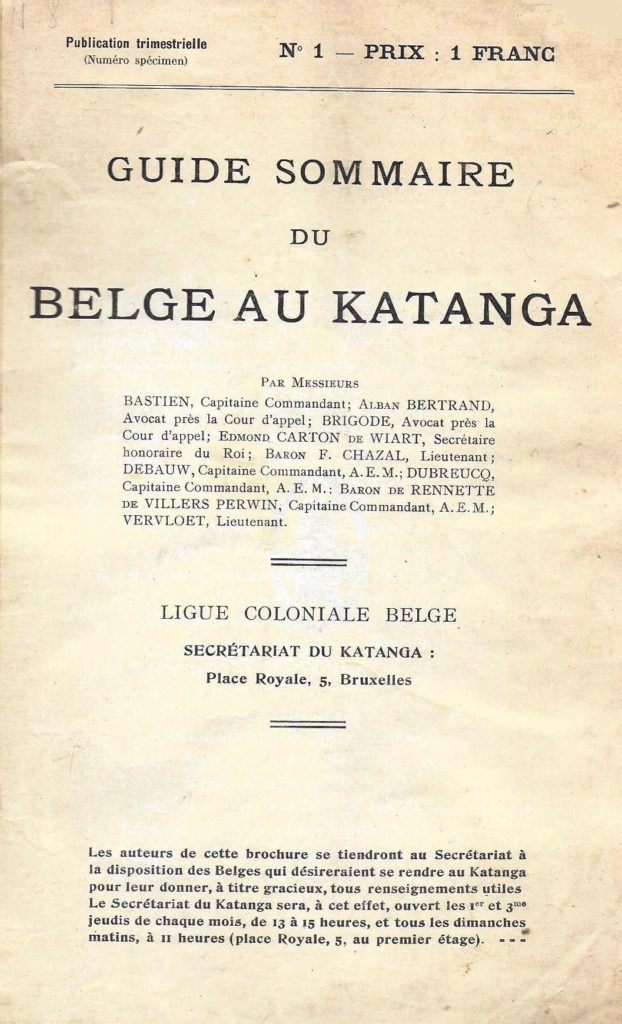 Publication trimestrielle
(Numéro spécimen)
N° 1 — PRIX : 1 FRANC
GUIDE SOMMAIRE
DU
BELGE AU KATANGA
PAR MESSIEURS
BASTIEN, Capitaine Commandant; ALBAN BERTRAND,
Avocat près la Cour d'appel; BRIGODE, Avocat près la
Cour d'appel; EDMOND CARTON DE WIART, Secrétaire
honoraire du Roi; BARON F. CHAZAL, Lieutenant;
DEBAUW, Capitaine Commandant, A.E.M.; DUBREUCQ,
Capitaine Commandant, A. E. M.: BARON DE RENNETTE
DE VILLERS PERWIN, Capitaine Commandant, A.E.M.;
VERVLOET, Lieutenant.
LIGUE COLONIALE BELGE
SECRÉTARIAT DU KATANGA :
Place Royale, 5, Bruxelles
Les auteurs de cette brochure se tiendront au Secrétariat à
la disposition des Belges qui désireraient se rendre au Katanga
pour leur donner, à titre gracieux, tous renseignements utiles
Le Secrétariat du Katanga sera, à cet effet, ouvert les 1er et 3me
jeudis de chaque mois, de 13 à 15 heures, et tous les dimanches
matins, à 11 heures (place Royale, 5, au premier étage). - - -